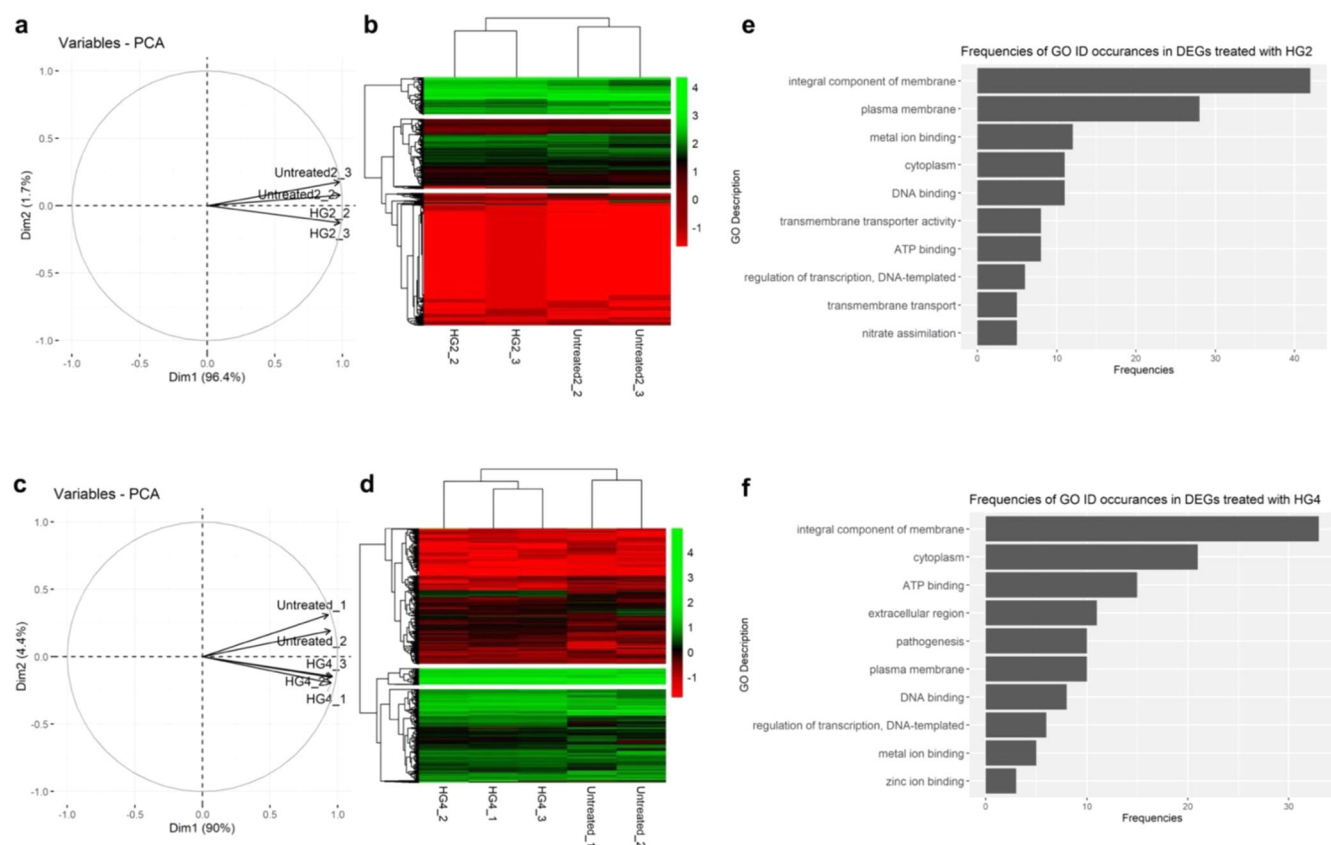 a
Variables - PCA
1.0
0.5
0.0
-0.5
-1.0
Dim2 (1.7%)
Untreated2_3
Untreated2_2
HG2_2
HG2_3
-1.0
-0.5
0.0
0.5
1.0
Dim1 (96.4%)
b
4
3
2
1
0
-1
HG2_2
HG2_3
Untreated2_2
Untreated2_3
e
Frequencies of GO ID occurances in DEGs treated with HG2
GO Description
integral component of membrane
plasma membrane
metal ion binding
cytoplasm
DNA binding
transmembrane transporter activity
ATP binding
regulation of transcription, DNA-templated
transmembrane transport
nitrate assimilation
0
10
20
30
40
Frequencies
c
Variables - PCA
1.0
0.5
0.0
-0.5
-1.0
Dim2 (4.4%)
Untreated_1
Untreated_2
HG4_3
HG4_2
HG4_1
-1.0
-0.5
0.0
0.5
1.0
Dim1 (90%)
d
4
3
2
1
0
-1
HG4_2
HG4_1
HG4_3
Untreated_1
Untreated_2
f
Frequencies of GO ID occurances in DEGs treated with HG4
GO Description
integral component of membrane
cytoplasm
ATP binding
extracellular region
pathogenesis
plasma membrane
DNA binding
regulation of transcription, DNA-templated
metal ion binding
zinc ion binding
0
10
20
30
Frequencies